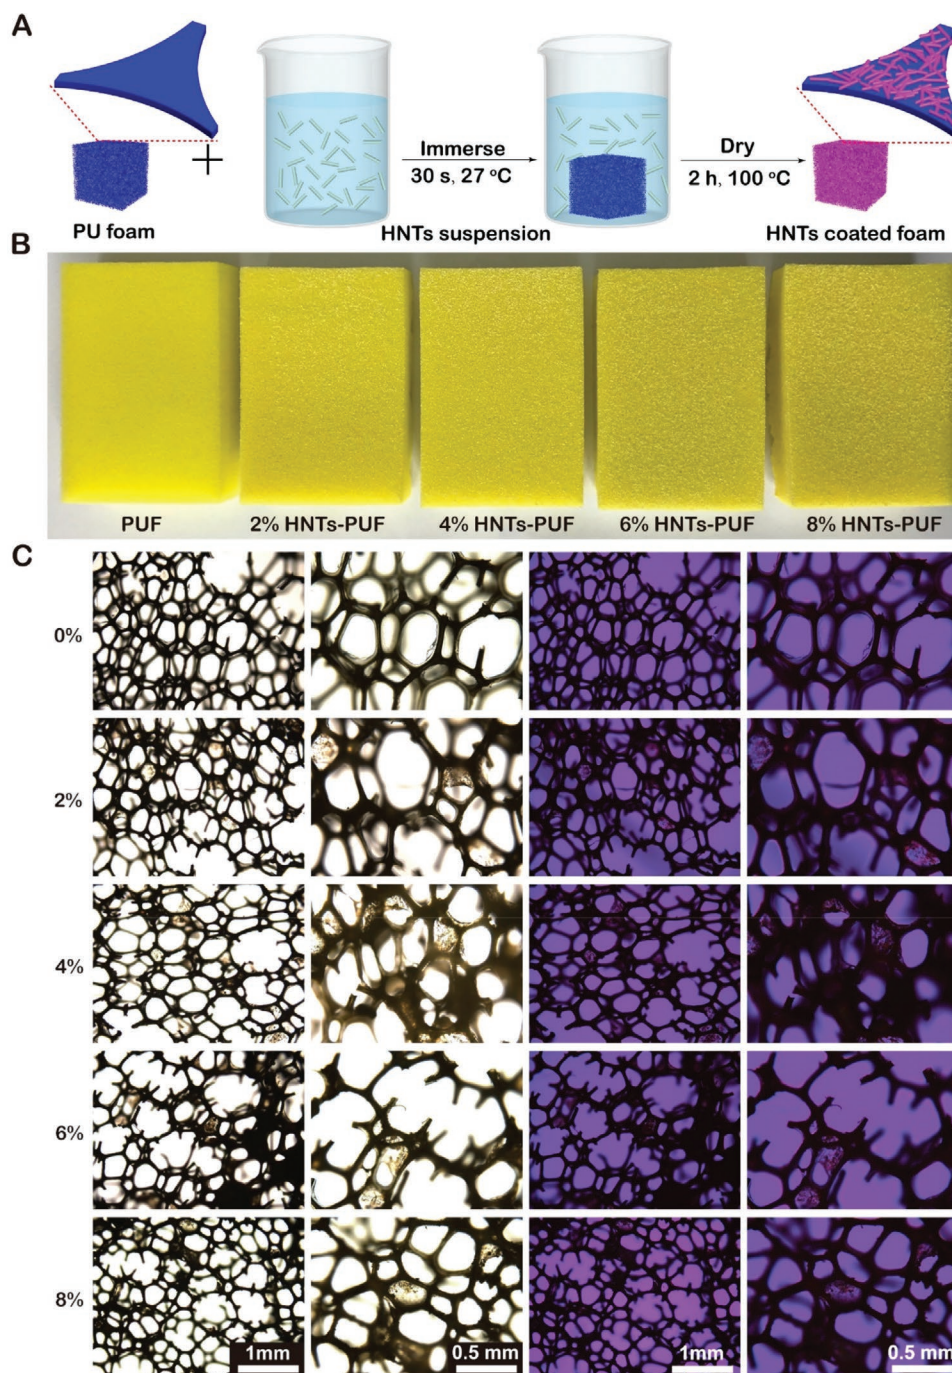 A
Immerse
30 s, 27 °C
Dry
2 h, 100 °C
PU foam
HNTs suspension
HNTs coated foam
B
PUF
2% HNTs-PUF
4% HNTs-PUF
6% HNTs-PUF
8% HNTs-PUF
C
0%
2%
4%
6%
8%
1mm
0.5 mm
1mm
0.5 mm